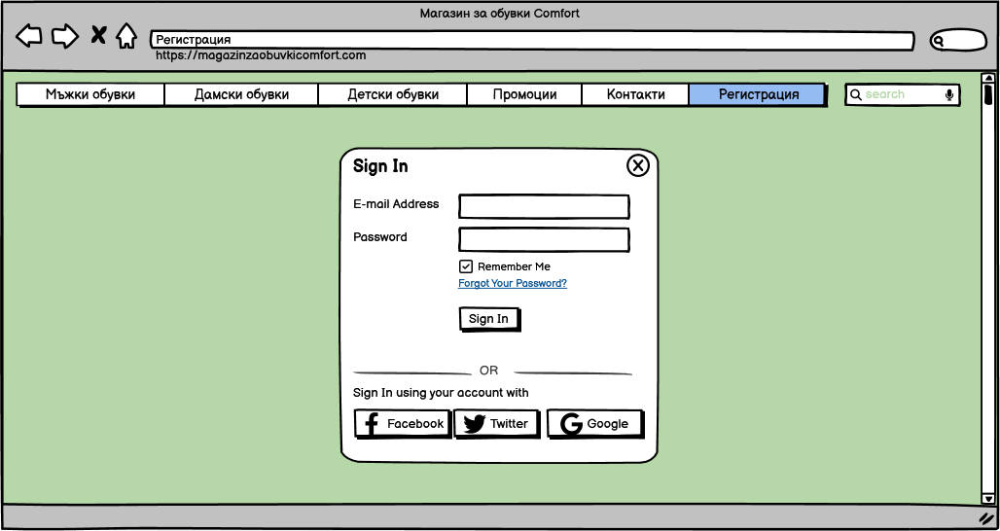 Магазин за обувки Comfort
Регистрация
https://magazinzaobuvkicomfort.com
Мъжки обувки Дамски обувки Детски обувки Промоции Контакти Регистрация search
Sign In
E-mail Address
Password
Remember Me
Forgot Your Password?
Sign In
OR
Sign In using your account with
Facebook Twitter Google